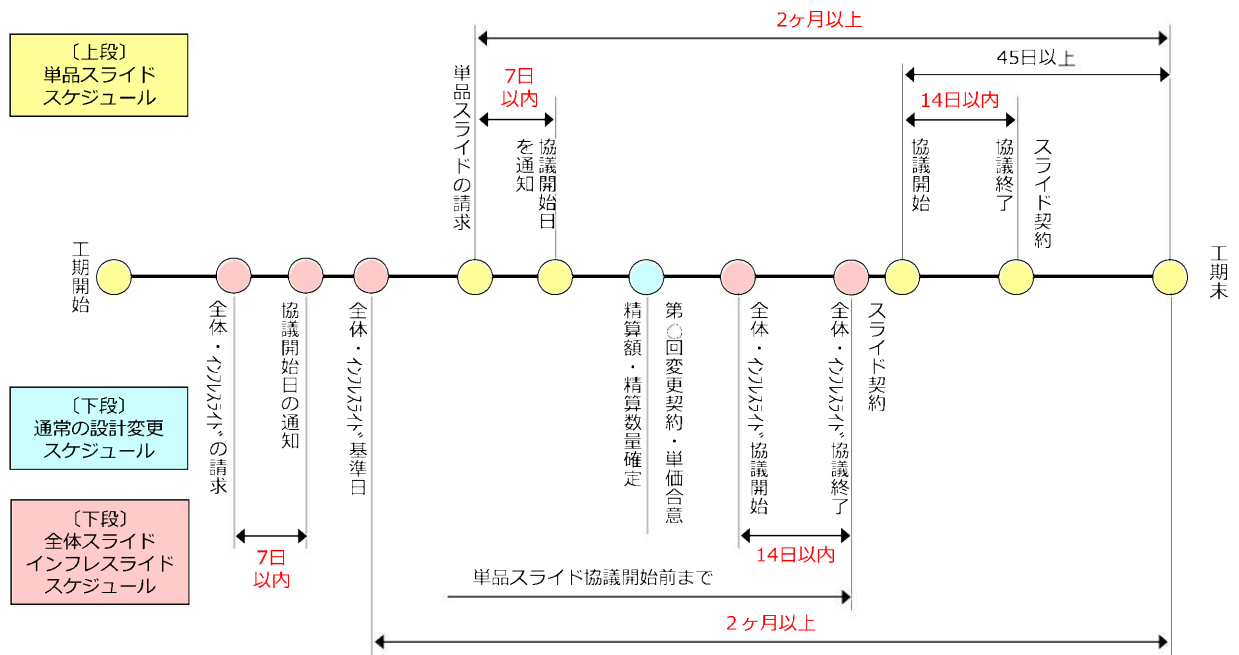 〔上段〕
単品スライド
スケジュール
2ヶ月以上
45日以上
7日
以内
14日以内
単品スライドの請求
協議開始日
を通知
協議開始
協議終了
スライド契約
工期開始
工期末
全体・インフレスライドの請求
協議開始日の通知
全体・インフレスライド基準日
第○回変更契約・単価合意
精算額・精算数量確定
全体・インフレスライド協議開始
スライド契約
全体・インフレスライド協議終了
〔下段〕
通常の設計変更
スケジュール
〔下段〕
全体スライド
インフレスライド
スケジュール
7日
以内
14日以内
単品スライド協議開始前まで
２ヶ月以上